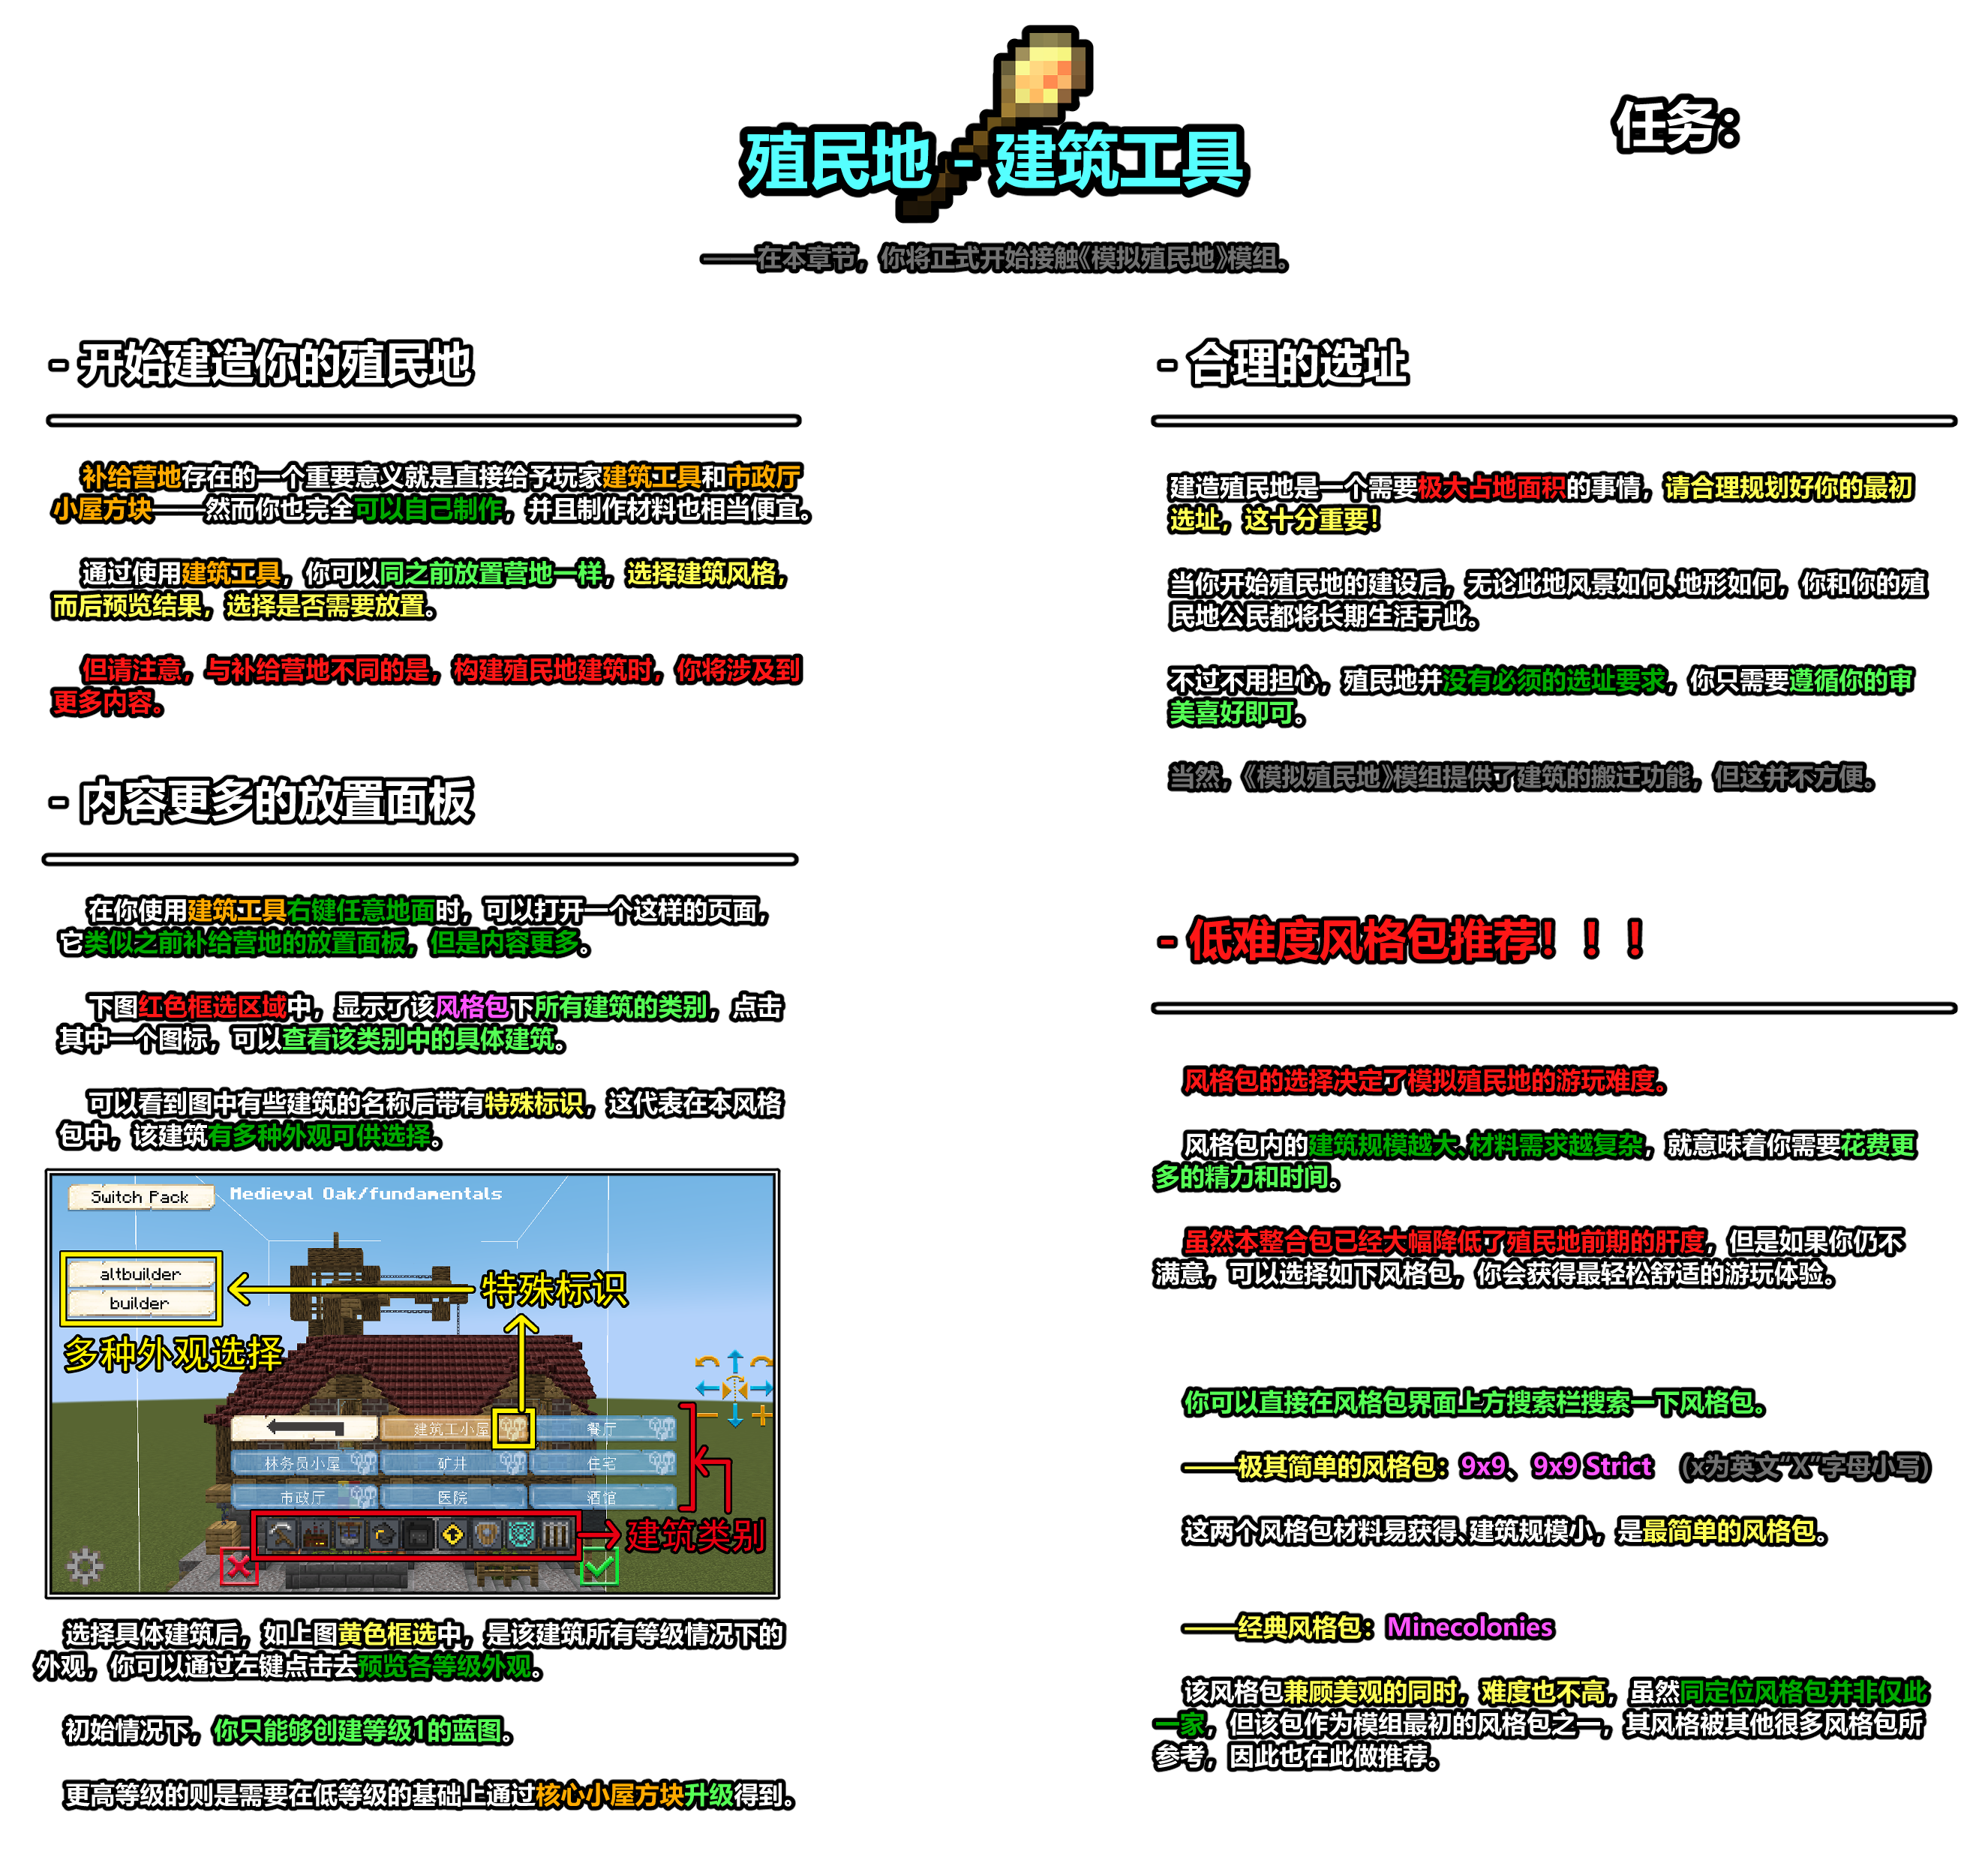 殖民地 - 建筑工具
任务：
——在本章节，你将正式开始接触《模拟殖民地》模组。
- 开始建造你的殖民地
补给营地存在的一个重要意义就是直接给予玩家建筑工具和市政厅
小屋方块——然而你也完全可以自己制作，并且制作材料也相当便宜。
通过使用建筑工具，你可以同之前放置营地一样，选择建筑风格，
而后预览结果，选择是否需要放置。
但请注意，与补给营地不同的是，构建殖民地建筑时，你将涉及到
更多内容。
- 内容更多的放置面板
在你使用建筑工具右键任意地面时，可以打开一个这样的页面，
它类似之前补给营地的放置面板，但是内容更多。
下图红色框选区域中，显示了该风格包下所有建筑的类别，点击
其中一个图标，可以查看该类别中的具体建筑。
可以看到图中有些建筑的名称后带有特殊标识，这代表在本风格
包中，该建筑有多种外观可供选择。
Switch Pack
Medieval Oak/fundamentals
altbuilder
builder
特殊标识
多种外观选择
建筑工小屋
餐厅
林务员小屋
矿井
住宅
市政厅
医院
酒馆
建筑类别
选择具体建筑后，如上图黄色框选中，是该建筑所有等级情况下的
外观，你可以通过左键点击去预览各等级外观。
初始情况下，你只能够创建等级1的蓝图。
更高等级的则是需要在低等级的基础上通过核心小屋方块升级得到。
- 合理的选址
建造殖民地是一个需要极大占地面积的事情，请合理规划好你的最初
选址，这十分重要！
当你开始殖民地的建设后，无论此地风景如何、地形如何，你和你的殖
民地公民都将长期生活于此。
不过不用担心，殖民地并没有必须的选址要求，你只需要遵循你的审
美喜好即可。
当然，《模拟殖民地》模组提供了建筑的搬迁功能，但这并不方便。
- 低难度风格包推荐！！！
风格包的选择决定了模拟殖民地的游玩难度。
风格包内的建筑规模越大、材料需求越复杂，就意味着你需要花费更
多的精力和时间。
虽然本整合包已经大幅降低了殖民地前期的肝度，但是如果你仍不
满意，可以选择如下风格包，你会获得最轻松舒适的游玩体验。
你可以直接在风格包界面上方搜索栏搜索一下风格包。
——极其简单的风格包：9x9、9x9 Strict （x为英文“X”字母小写）
这两个风格包材料易获得、建筑规模小，是最简单的风格包。
——经典风格包：Minecolonies
该风格包兼顾美观的同时，难度也不高，虽然同定位风格包并非仅此
一家，但该包作为模组最初的风格包之一，其风格被其他很多风格包所
参考，因此也在此做推荐。